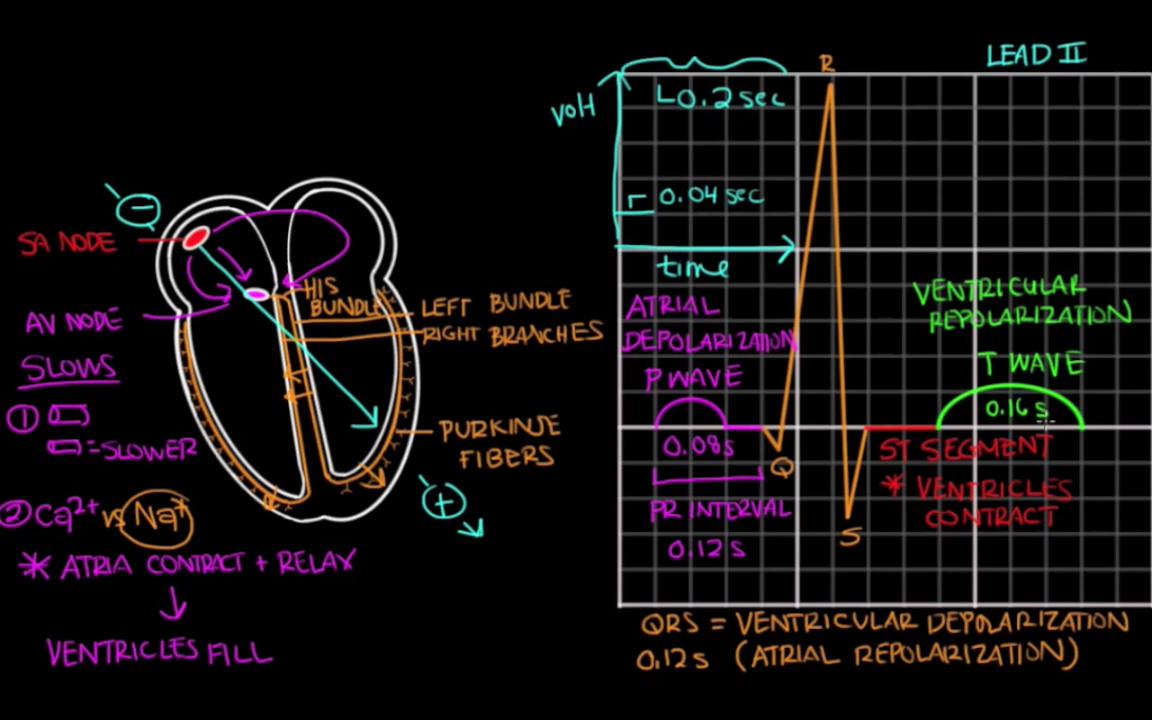 SA NODE
AV NODE
SLOWS
①
= SLOWER
② Ca²⁺ vs Na⁺
* ATRIA CONTRACT + RELAX
↓
VENTRICLES FILL
−
HIS
BUNDLE
LEFT BUNDLE
RIGHT BRANCHES
PURKINJE
FIBERS
+
LEAD II
volt
0.2 sec
0.04 sec
time
ATRIAL
DEPOLARIZATION
P WAVE
0.08s
PR INTERVAL
0.12s
R
Q
S
VENTRICULAR
REPOLARIZATION
T WAVE
0.16s
ST SEGMENT
* VENTRICLES
CONTRACT
QRS = VENTRICULAR DEPOLARIZATION
0.12s (ATRIAL REPOLARIZATION)